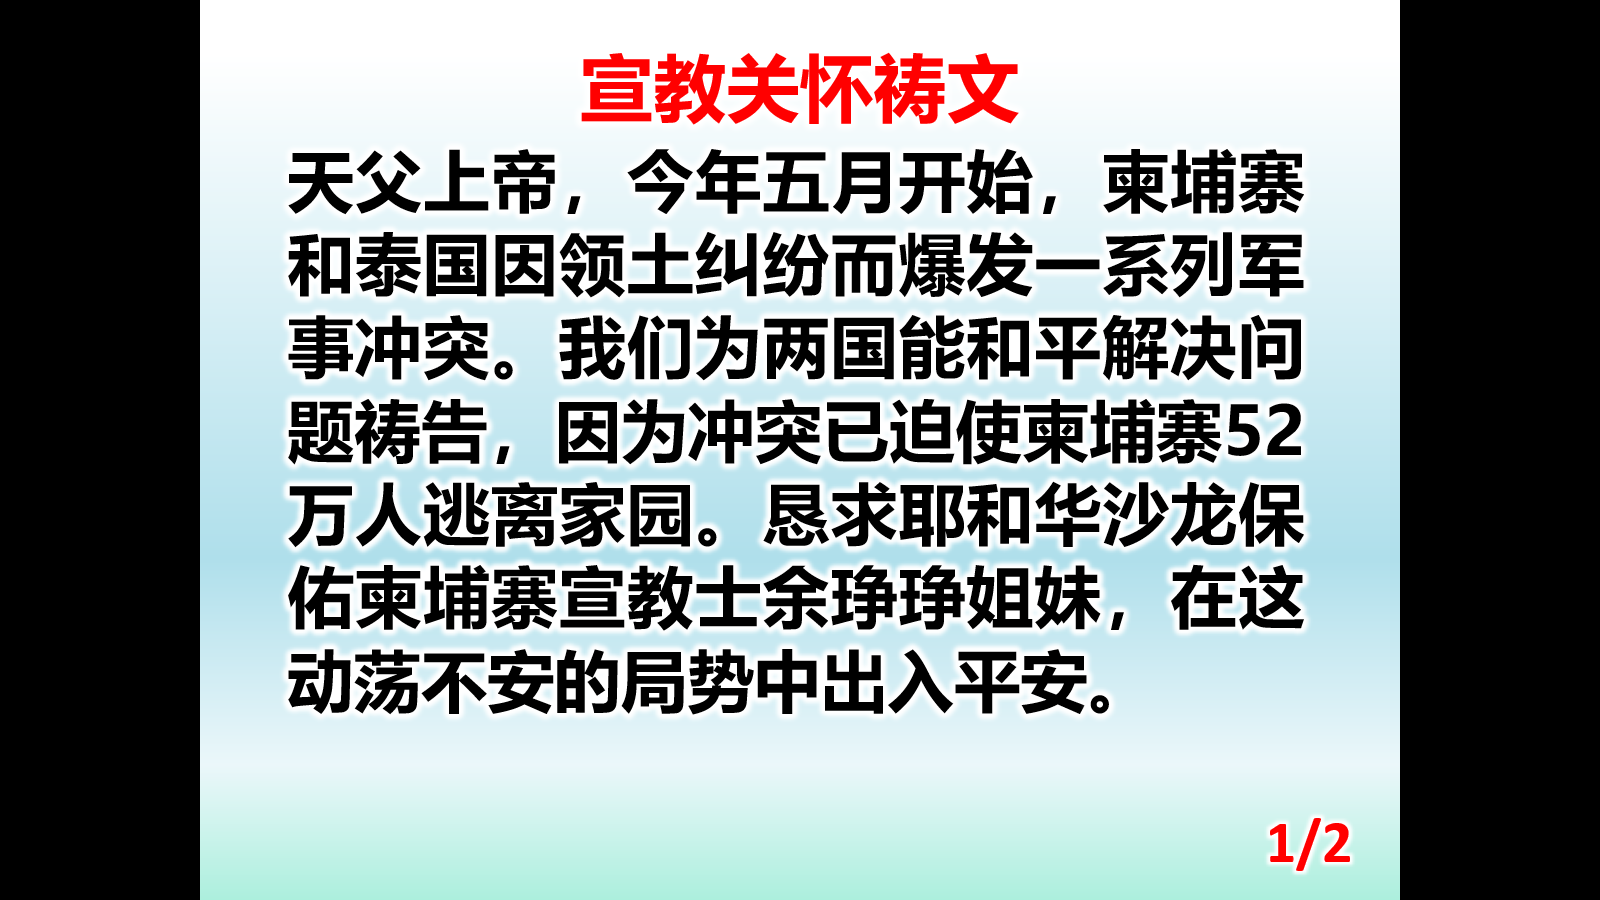 宣教关怀祷文
天父上帝，今年五月开始，柬埔寨
和泰国因领土纠纷而爆发一系列军
事冲突。我们为两国能和平解决问
题祷告，因为冲突已迫使柬埔寨52
万人逃离家园。恳求耶和华沙龙保
佑柬埔寨宣教士余琤琤姐妹，在这
动荡不安的局势中出入平安。
1/2